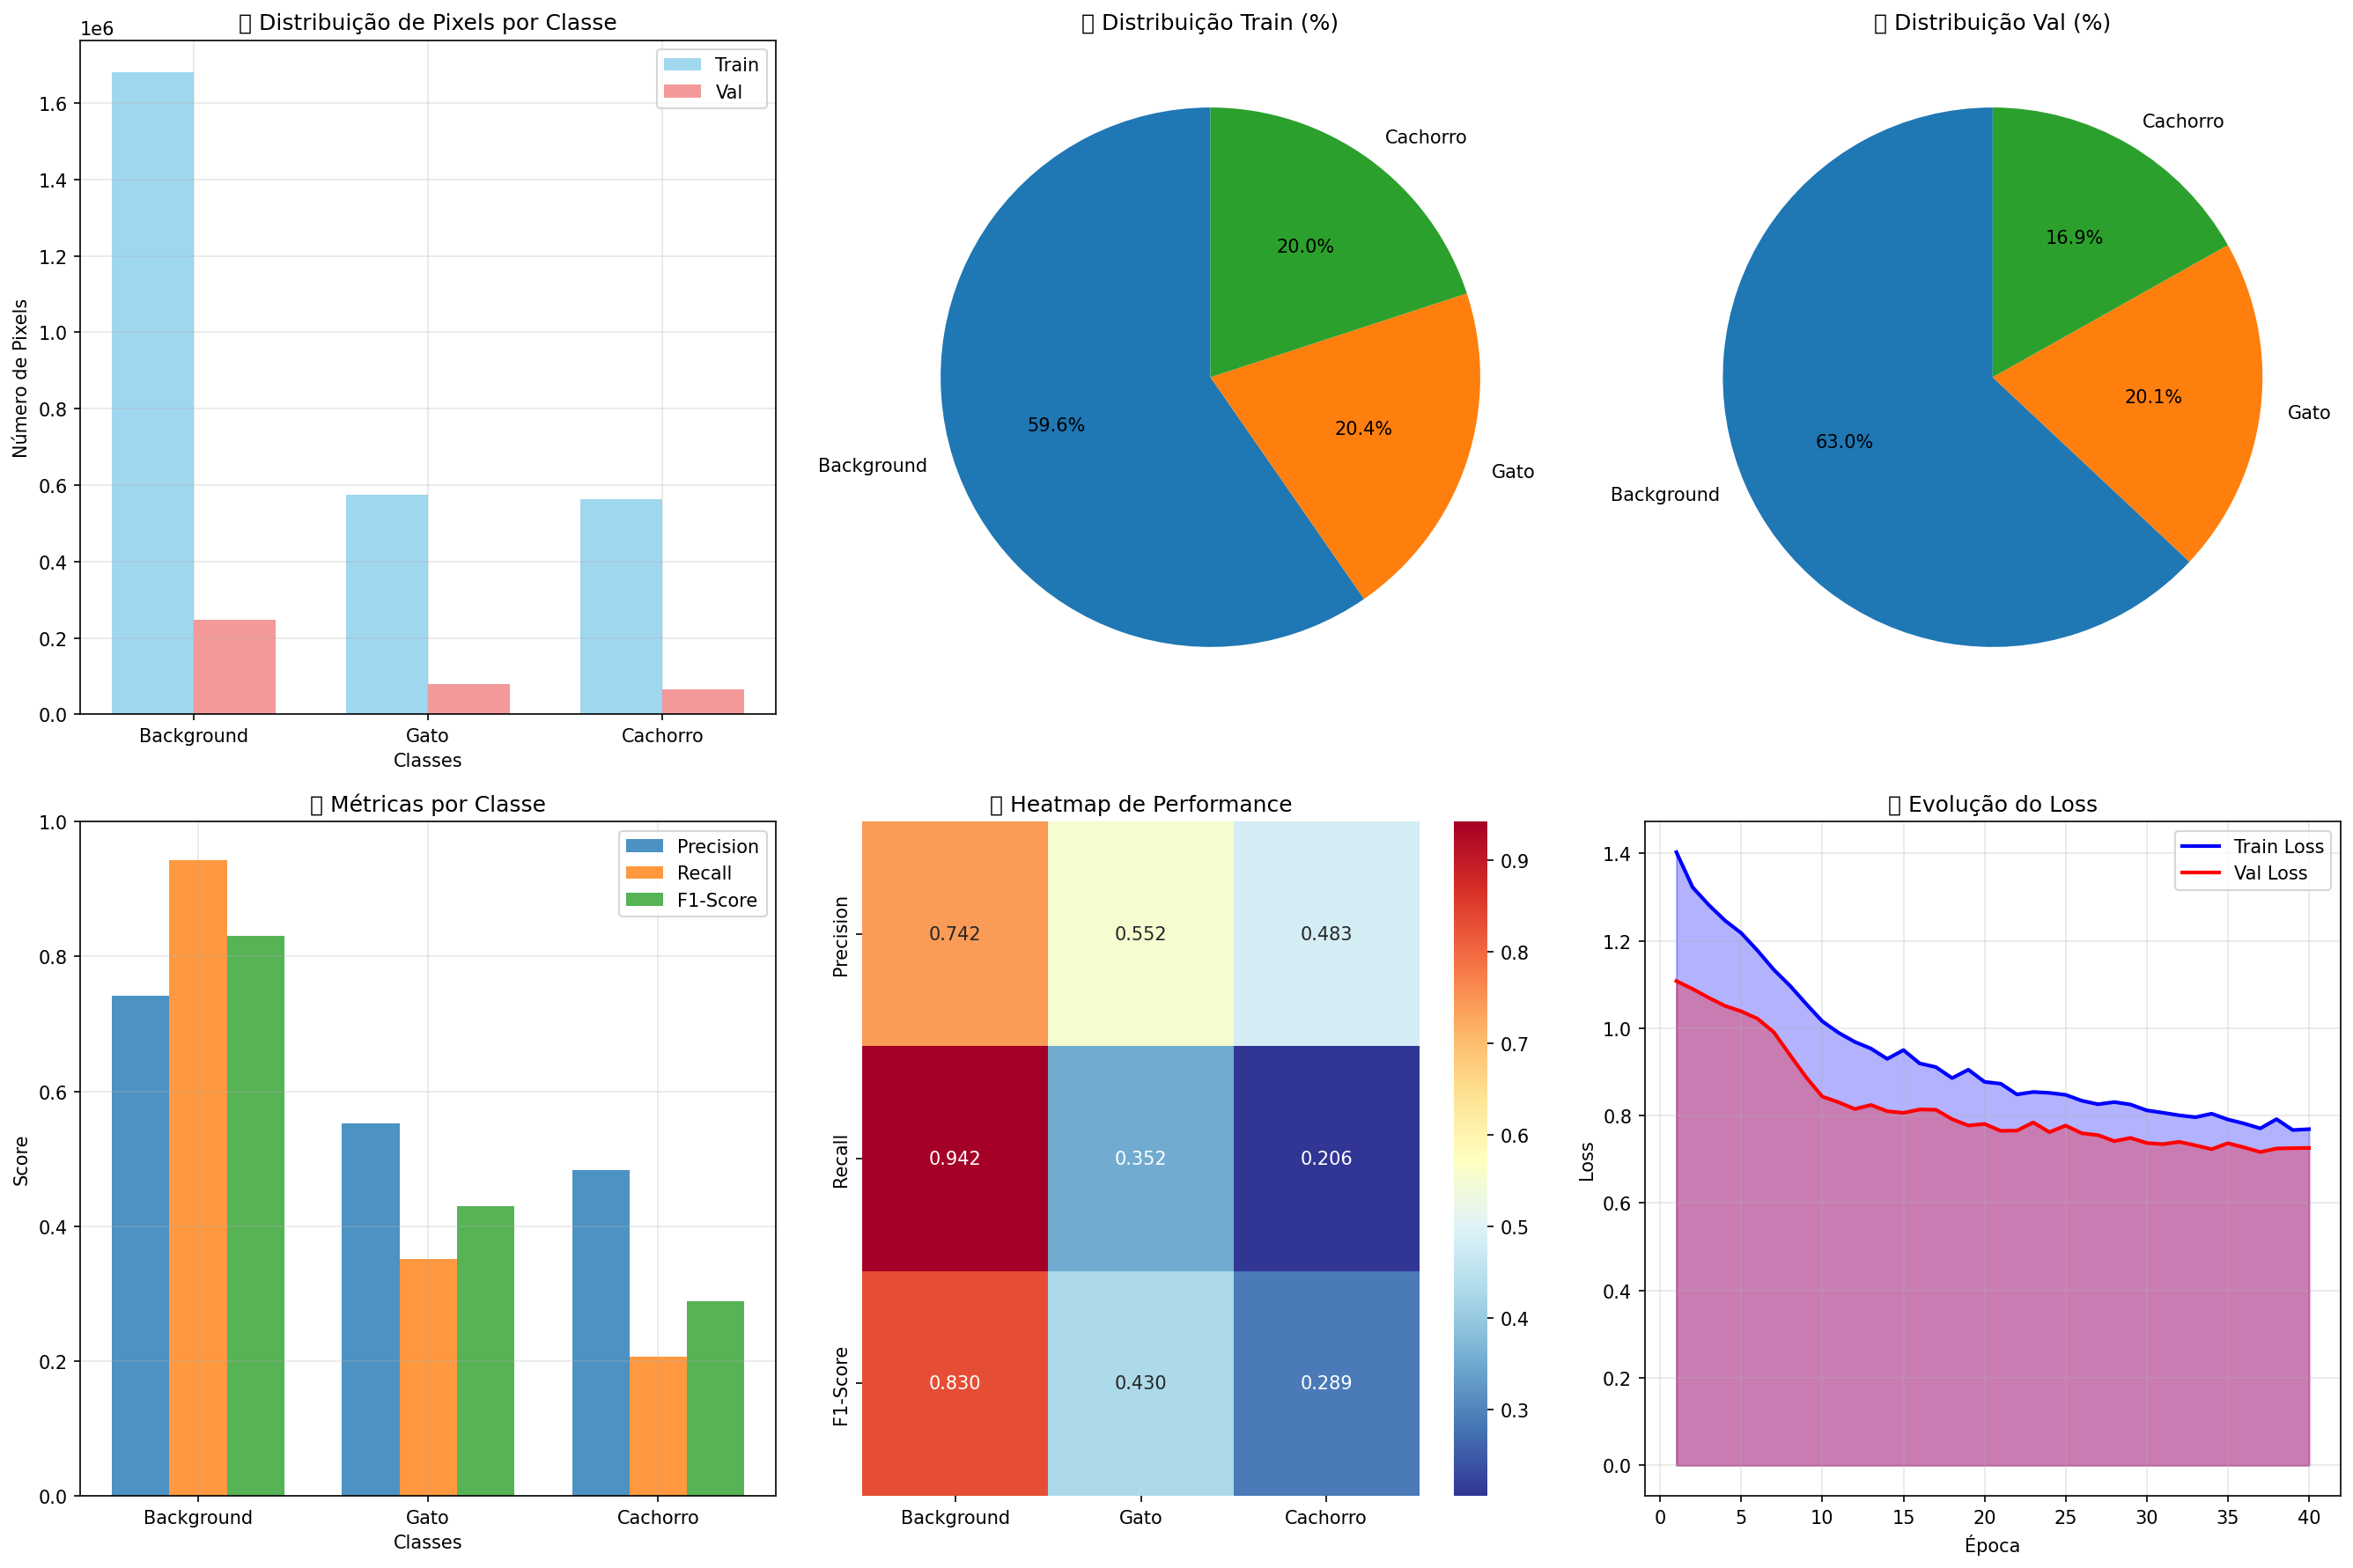 ▯ Distribuição de Pixels por Classe
1e6
Train
Val
1.6
1.4
1.2
1.0
0.8
0.6
0.4
0.2
0.0
Número de Pixels
Background Gato Cachorro
Classes
▯ Distribuição Train (%)
Cachorro
20.0%
59.6%
20.4%
Background
Gato
▯ Distribuição Val (%)
Cachorro
16.9%
20.1%
Gato
63.0%
Background
▯ Métricas por Classe
Precision
Recall
F1-Score
1.0
0.8
0.6
0.4
0.2
0.0
Score
Background Gato Cachorro
Classes
▯ Heatmap de Performance
Precision
0.742 0.552 0.483
Recall
0.942 0.352 0.206
F1-Score
0.830 0.430 0.289
Background Gato Cachorro
0.9
0.8
0.7
0.6
0.5
0.4
0.3
▯ Evolução do Loss
Train Loss
Val Loss
1.4
1.2
1.0
0.8
0.6
0.4
0.2
0.0
Loss
0 5 10 15 20 25 30 35 40
Época